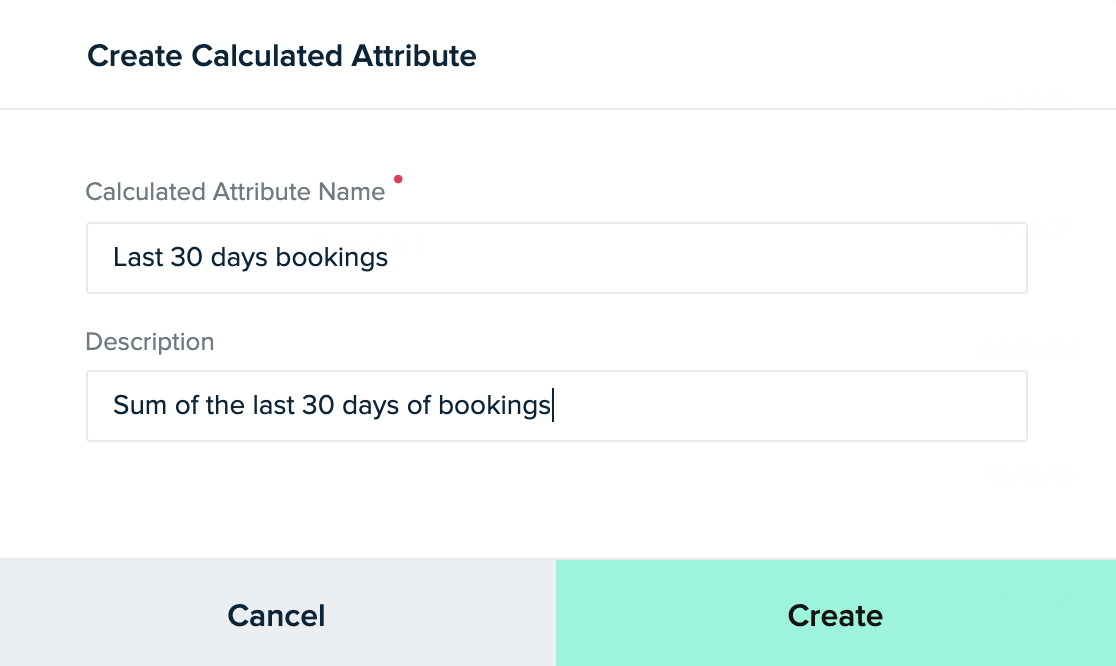 Create Calculated Attribute
Calculated Attribute Name
Last 30 days bookings
Description
Sum of the last 30 days of bookings
Cancel
Create